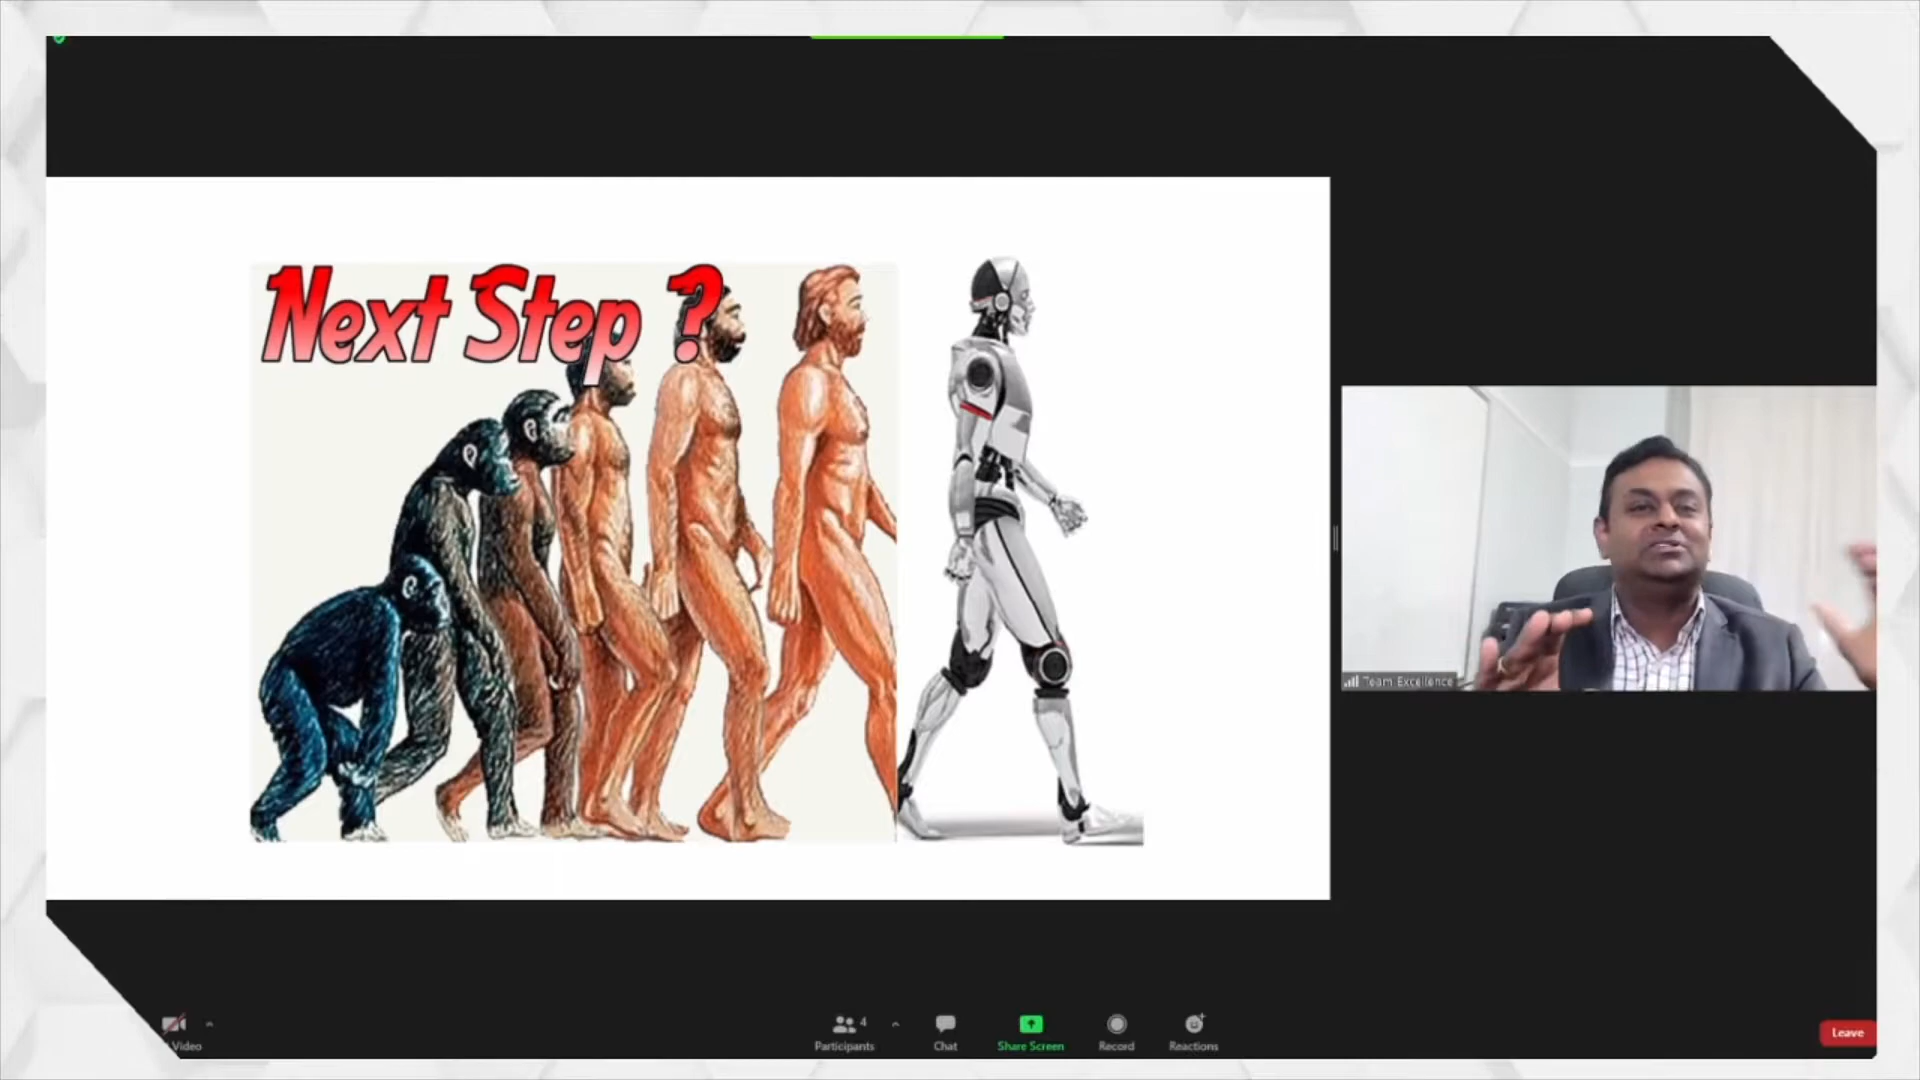 Next Step ?
Team Excellence
Video
4
Participants
Chat
Share Screen
Record
Reactions
Leave